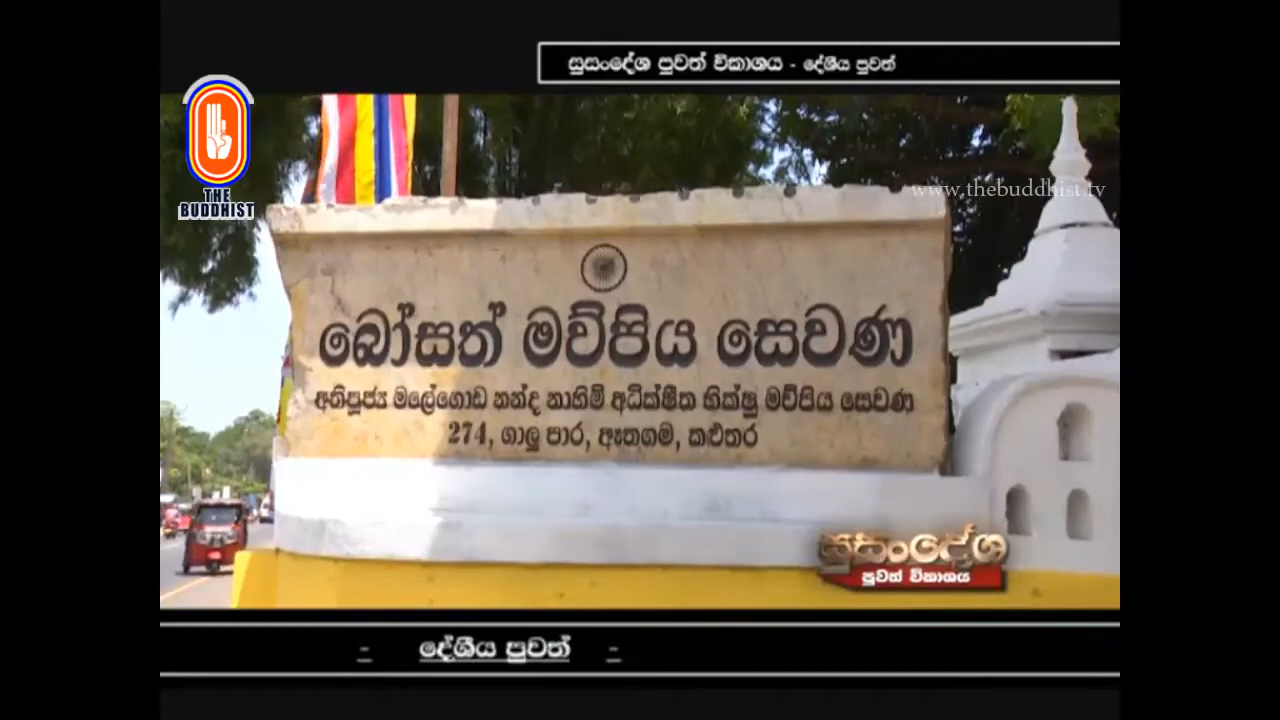 සුසංදේශ පුවත් විකාශය - දේශීය පුවත්
THE
BUDDHIST
www.thebuddhist.tv
බෝසත් මව්පිය සෙවණ
අතිපූජ්‍ය මලේගොඩ නන්ද නාහිමි අධික්ෂීත භික්ෂු මව්පිය සෙවණ
274, ගාලු පාර, ඇතගම, කළුතර
සුසංදේශ
පුවත් විකාශය
දේශීය පුවත්